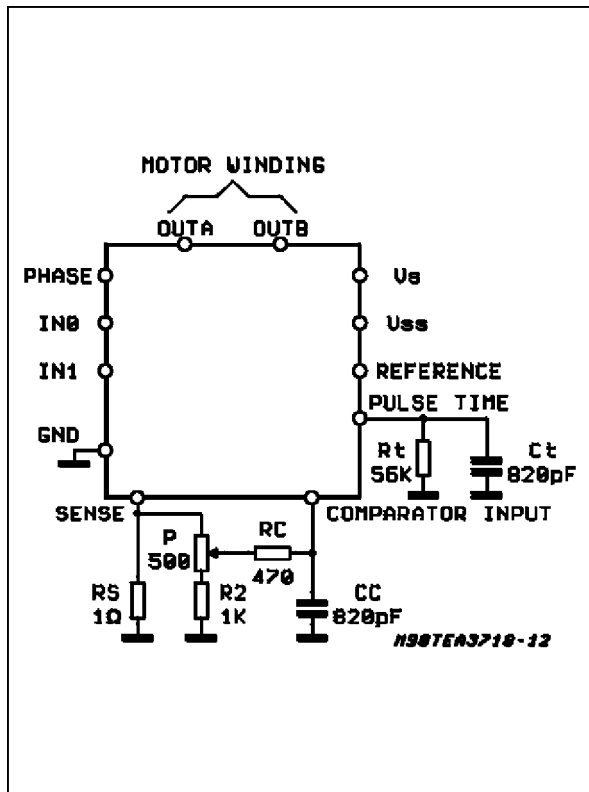 MOTOR WINDING
OUTA OUTB
PHASE Vs
IN0 Vss
IN1 REFERENCE
PULSE TIME
GND Rt Ct
56K 820pF
SENSE COMPARATOR INPUT
P RC
500 470
RS R2 CC
1Ω 1K 820pF
M98TEA3718-12